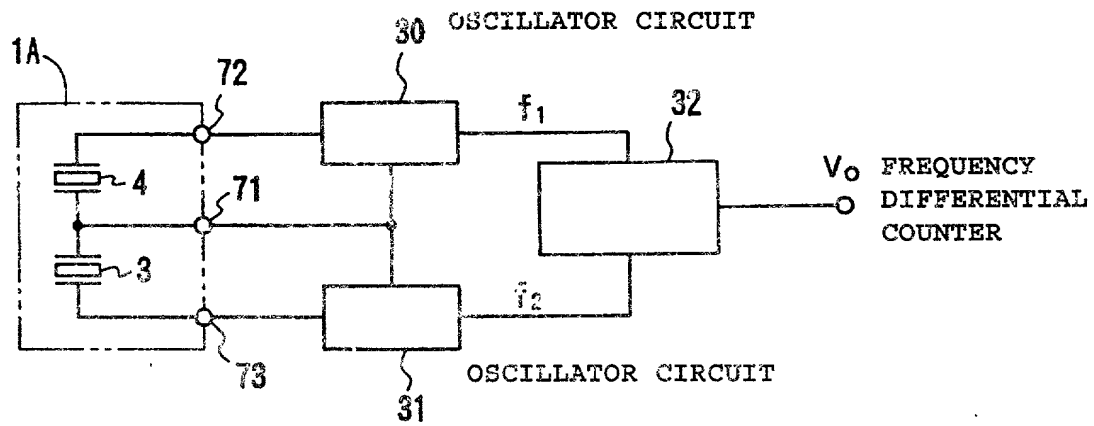 30 OSCILLATOR CIRCUIT
1A
72
f1
32
4
71
Vo FREQUENCY
DIFFERENTIAL
COUNTER
3
f2
73
31
OSCILLATOR CIRCUIT